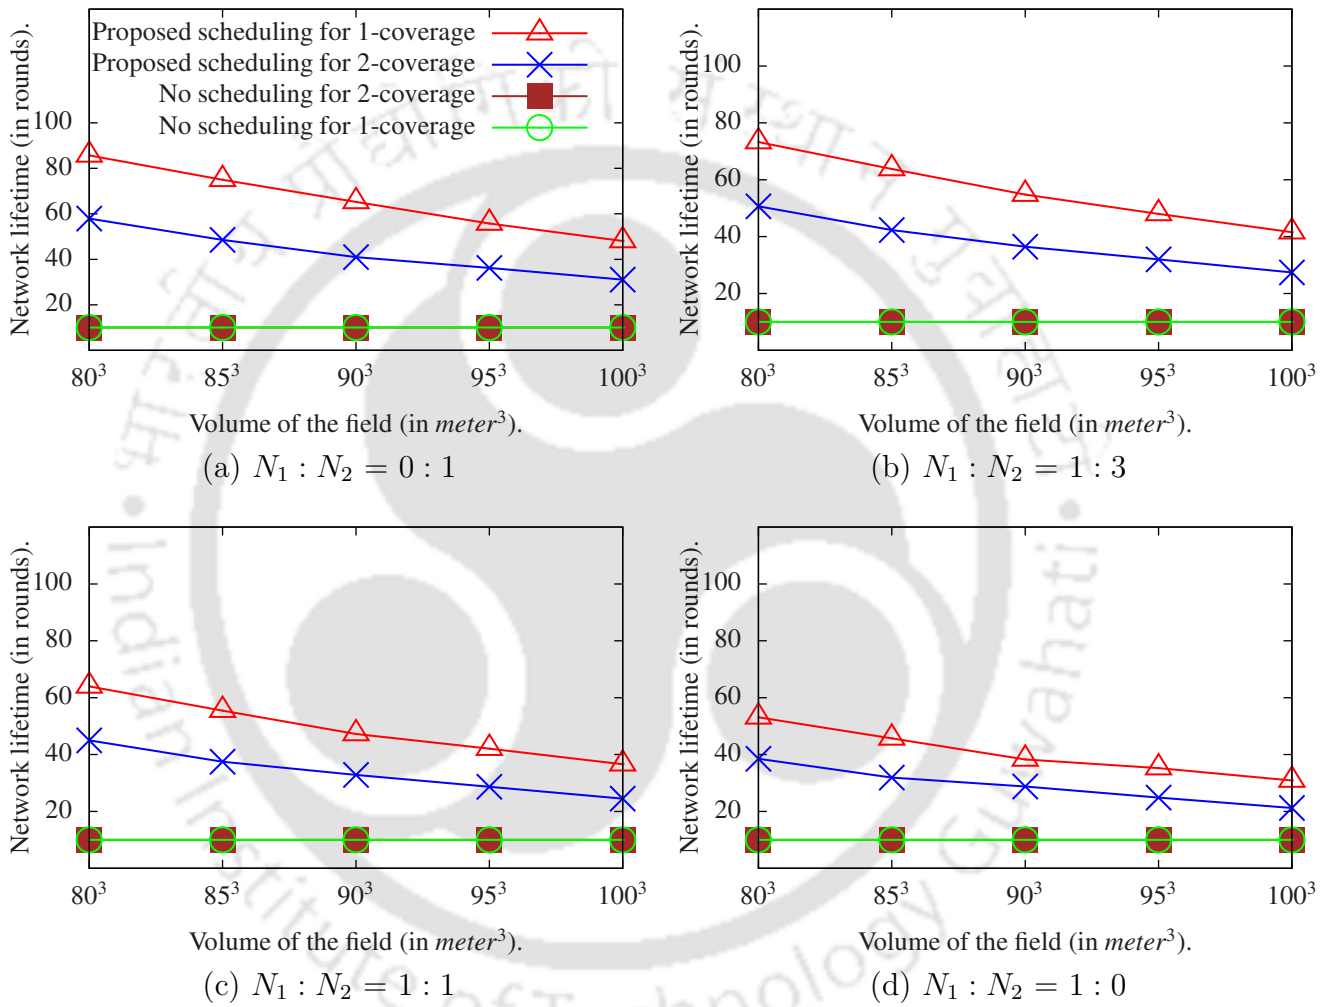 Proposed scheduling for 1-coverage
Proposed scheduling for 2-coverage
No scheduling for 2-coverage
No scheduling for 1-coverage
Network lifetime (in rounds).
100
80
60
40
20
80³ 85³ 90³ 95³ 100³
Volume of the field (in meter³).
(a) N₁ : N₂ = 0 : 1
Network lifetime (in rounds).
100
80
60
40
20
80³ 85³ 90³ 95³ 100³
Volume of the field (in meter³).
(b) N₁ : N₂ = 1 : 3
Network lifetime (in rounds).
100
80
60
40
20
80³ 85³ 90³ 95³ 100³
Volume of the field (in meter³).
(c) N₁ : N₂ = 1 : 1
Network lifetime (in rounds).
100
80
60
40
20
80³ 85³ 90³ 95³ 100³
Volume of the field (in meter³).
(d) N₁ : N₂ = 1 : 0
Indian Institute of Technology Guwahati